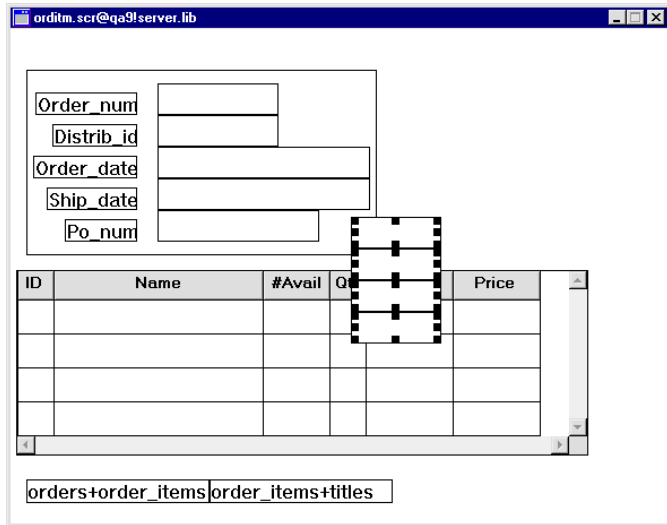 orditm.scr@qa9!server.lib
Order_num
Distrib_id
Order_date
Ship_date
Po_num
ID Name #Avail Price
orders+order_items order_items+titles